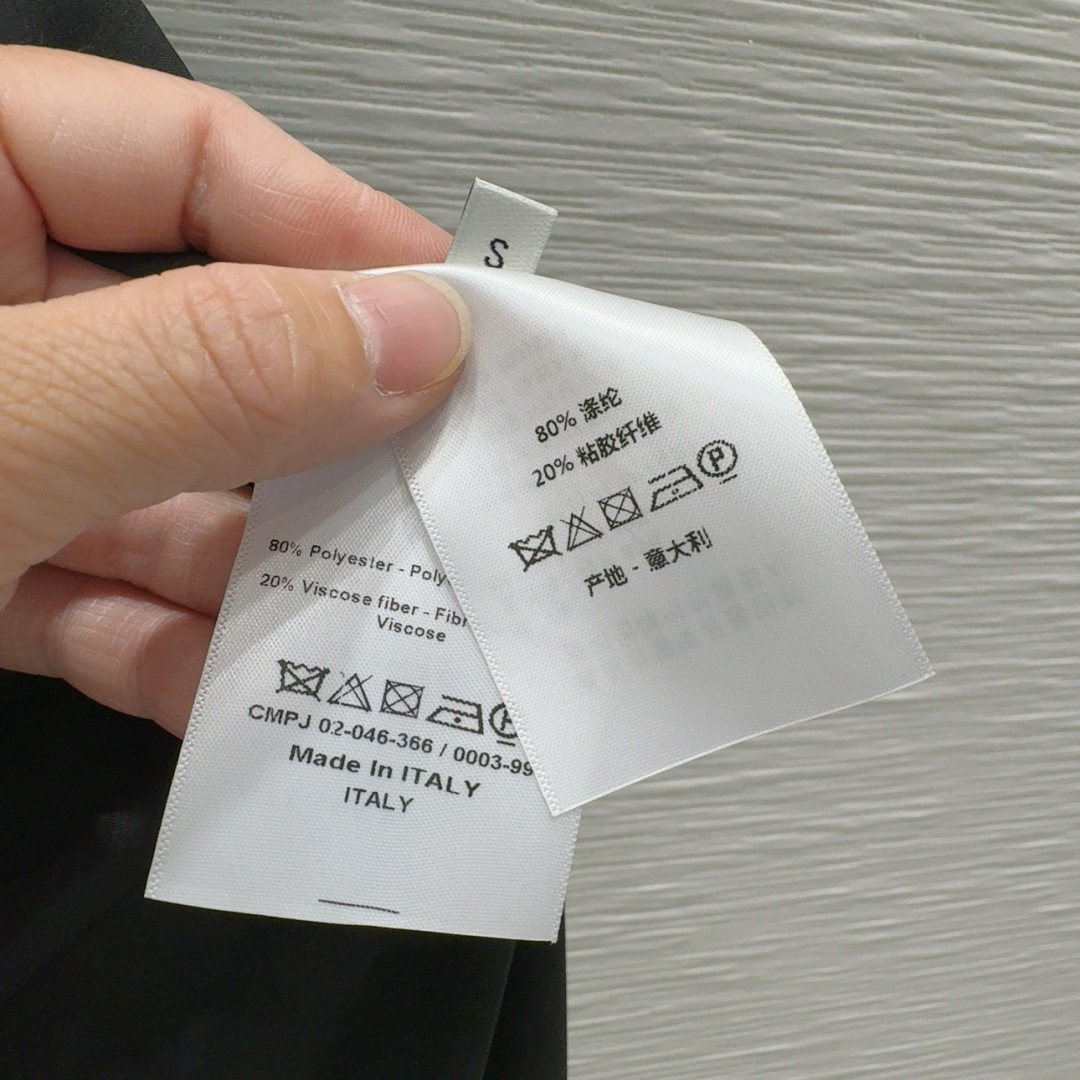 S
80% 涤纶
20% 粘胶纤维
P
产地 - 意大利
80% Polyester - Poly
20% Viscose fiber - Fibr
Viscose
CMPJ 02-046-366 / 0003-99
Made In ITALY
ITALY